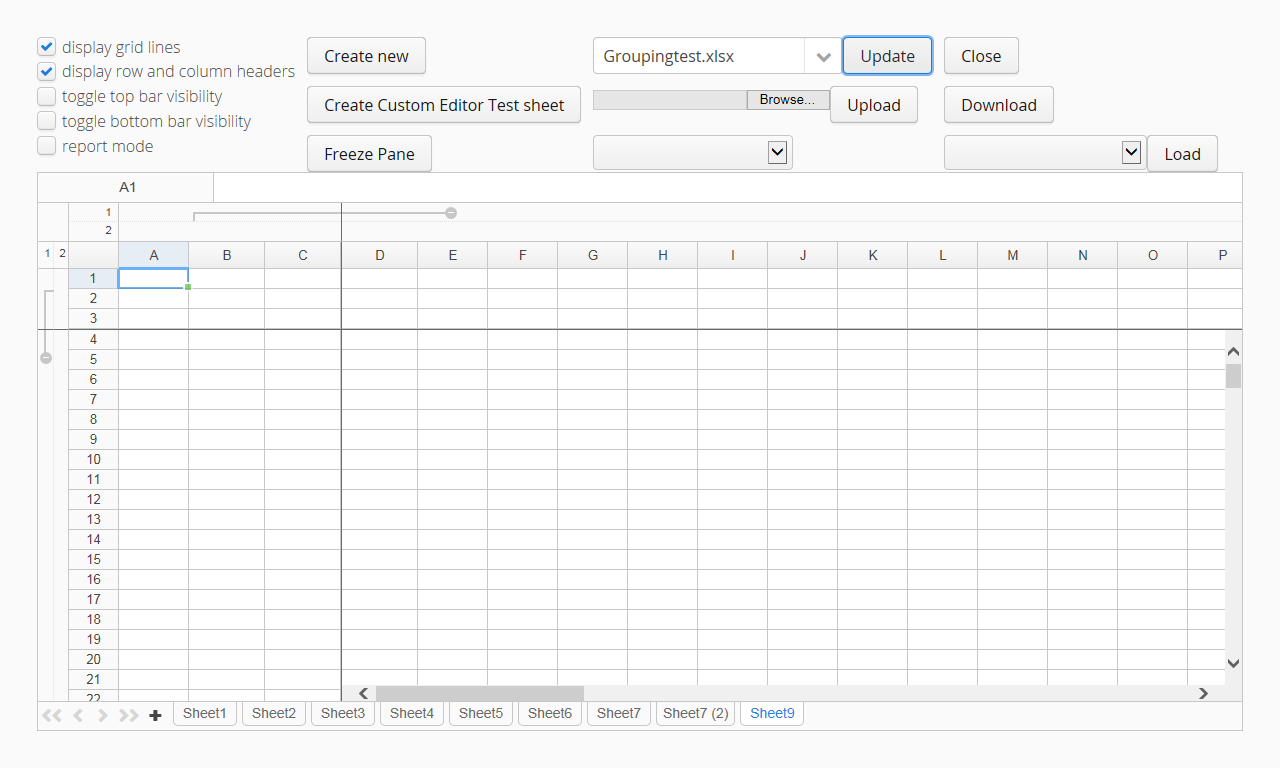 display grid lines
display row and column headers
toggle top bar visibility
toggle bottom bar visibility
report mode
Create new
Groupingtest.xlsx
Update
Close
Create Custom Editor Test sheet
Browse...
Upload
Download
Freeze Pane
Load
A1
1
2
1 2
A B C D E F G H I J K L M N O P
1
2
3
4
5
6
7
8
9
10
11
12
13
14
15
16
17
18
19
20
21
22
Sheet1 Sheet2 Sheet3 Sheet4 Sheet5 Sheet6 Sheet7 Sheet7 (2) Sheet9